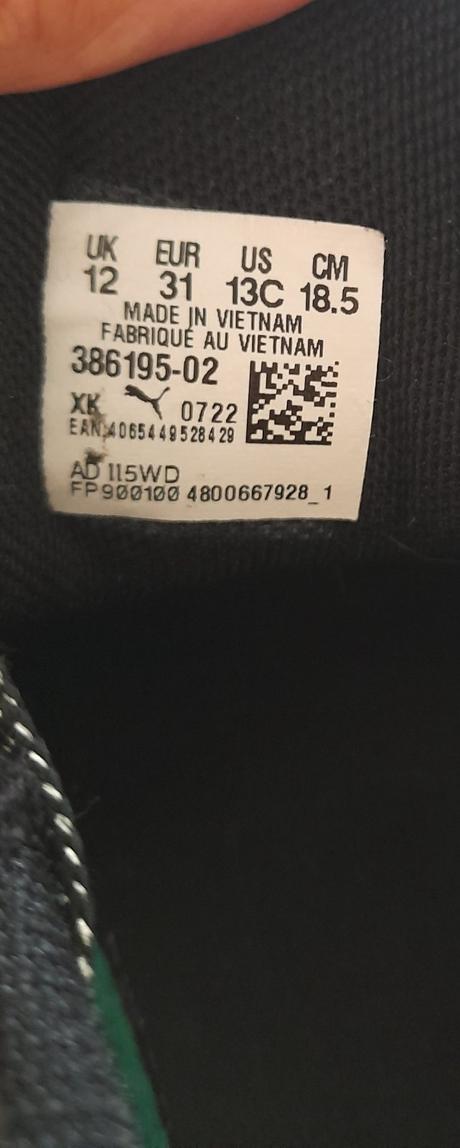 UK EUR US CM
12 31 13C 18.5
MADE IN VIETNAM
FABRIQUÉ AU VIETNAM
386195-02
XK 0722
EAN:4065449528429
AD 115WD
FP900100 4800667928_1